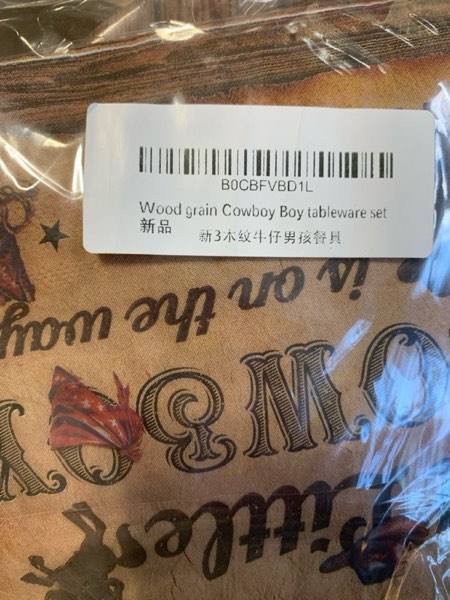 B0CBFVBD1L
Wood grain Cowboy Boy tableware set
新品
新3木纹牛仔男孩餐具
Little
OWBOY
is on the way